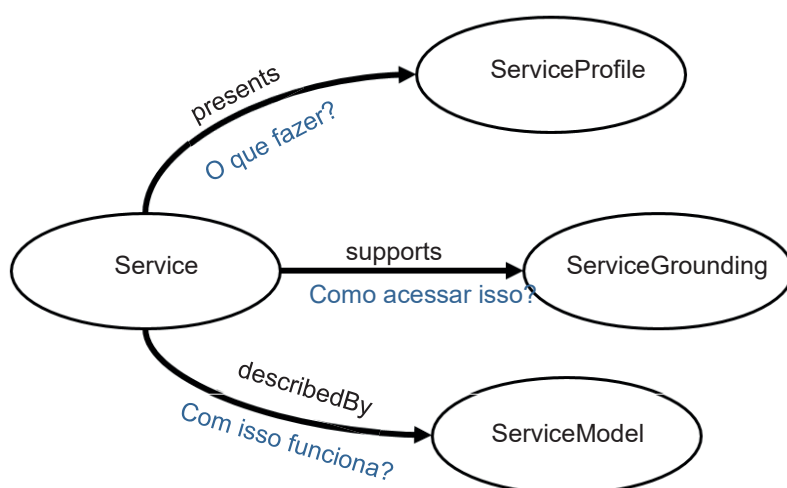 presents
O que fazer?
ServiceProfile
Service
supports
Como acessar isso?
ServiceGrounding
describedBy
Com isso funciona?
ServiceModel